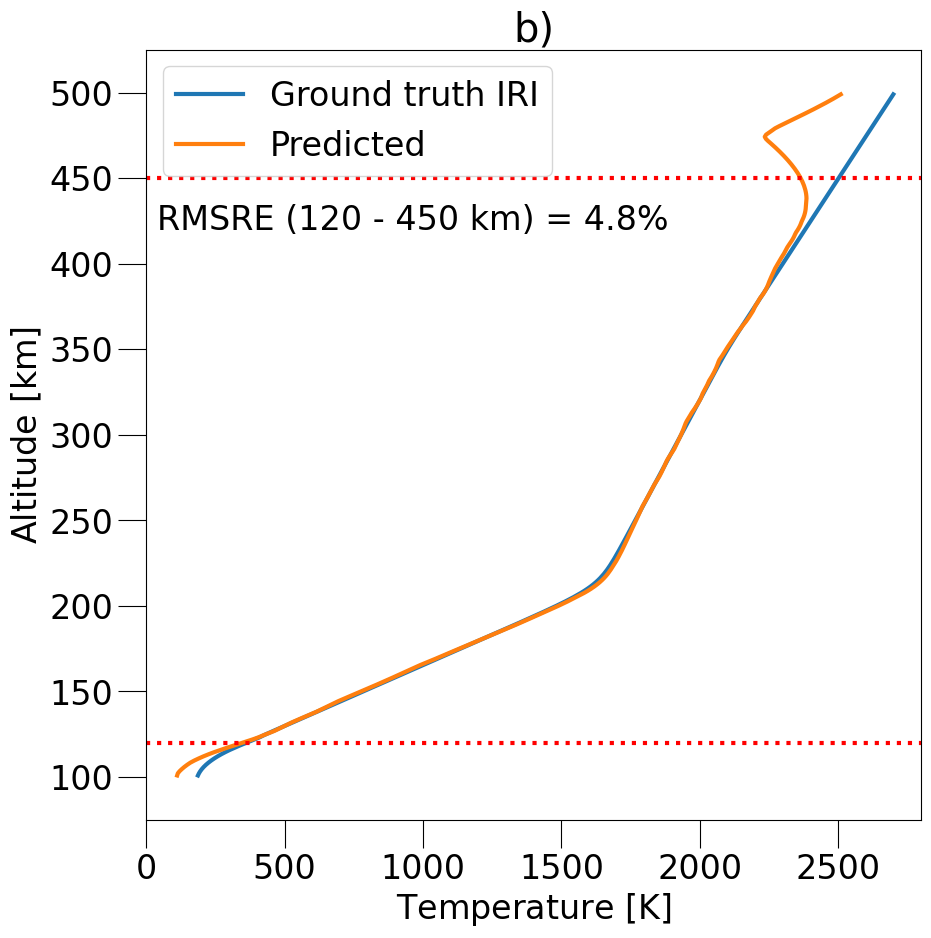 b)
Ground truth IRI
Predicted
RMSRE (120 - 450 km) = 4.8%
500
450
400
350
300
250
200
150
100
Altitude [km]
0 500 1000 1500 2000 2500
Temperature [K]